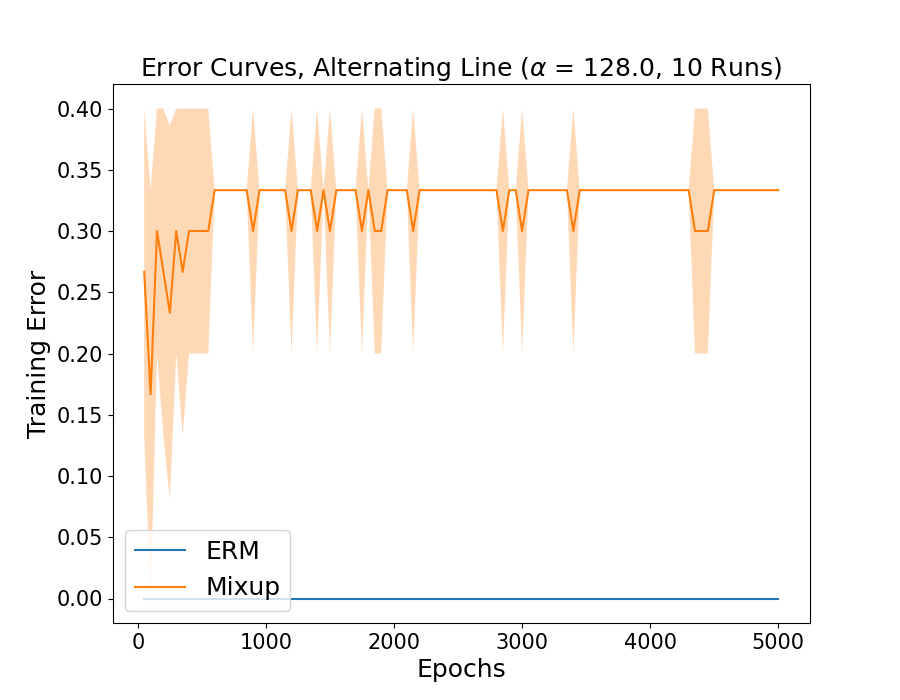 Error Curves, Alternating Line (α = 128.0, 10 Runs)
Training Error
0.40
0.35
0.30
0.25
0.20
0.15
0.10
0.05
0.00
ERM
Mixup
0 1000 2000 3000 4000 5000
Epochs